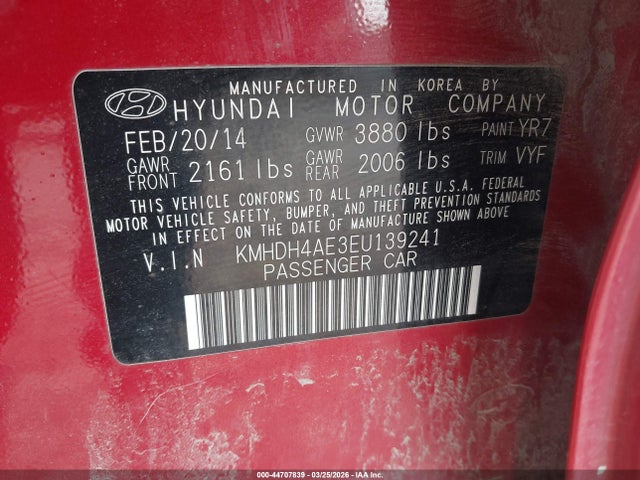 MANUFACTURED IN KOREA BY
HYUNDAI MOTOR COMPANY
FEB/20/14 GVWR 3880 lbs PAINT YR7
GAWR FRONT 2161 lbs GAWR REAR 2006 lbs TRIM VYF
THIS VEHICLE CONFORMS TO ALL APPLICABLE U.S.A. FEDERAL
MOTOR VEHICLE SAFETY, BUMPER, AND THEFT PREVENTION STANDARDS
IN EFFECT ON THE DATE OF MANUFACTURE SHOWN ABOVE
V.I.N KMHDH4AE3EU139241
PASSENGER CAR
000-44707839 - 03/25/2026 - IAA Inc.